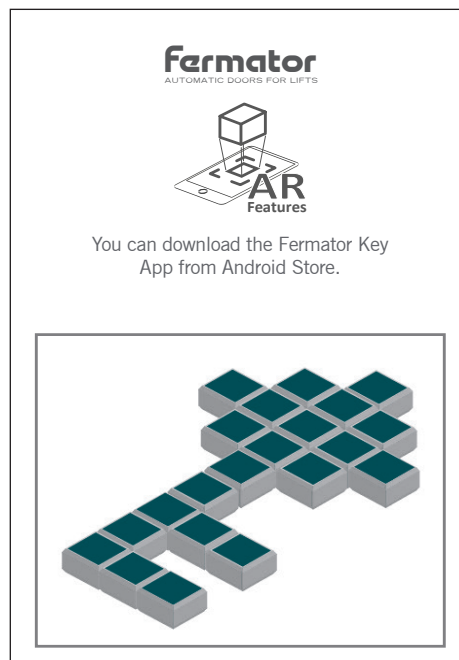 Fermator
AUTOMATIC DOORS FOR LIFTS
AR
Features
You can download the Fermator Key
App from Android Store.